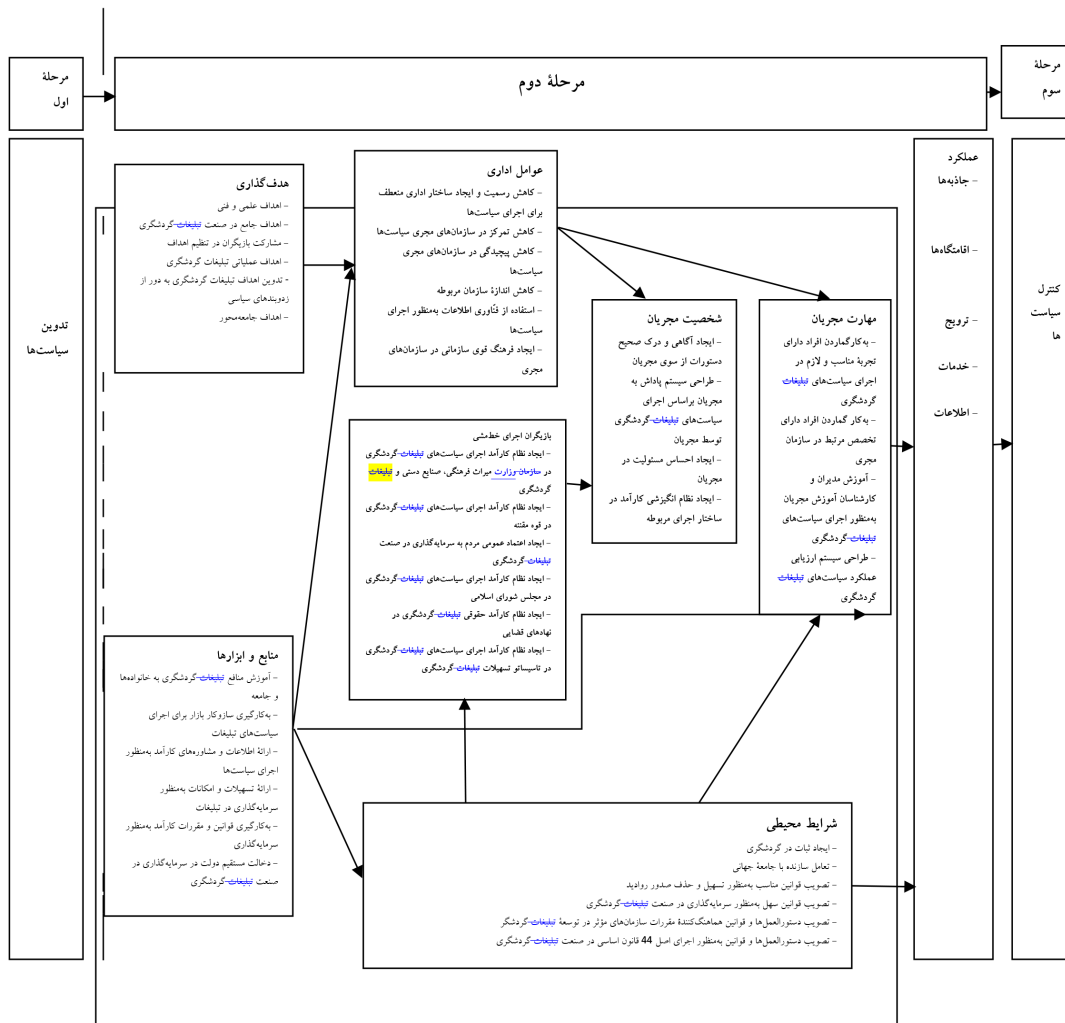 مرحلۀ
اول
مرحلۀ دوم
مرحلۀ
سوم
تدوین
سیاست‌ها
هدف‌گذاری
– اهداف علمی و فنی
– اهداف جامع در صنعت تبلیغات گردشگری
– مشارکت بازیگران در تنظیم اهداف
– اهداف عملیاتی تبلیغات گردشگری
- تدوین اهداف تبلیغات گردشگری به دور از
زدوبندهای سیاسی
– اهداف جامعه‌محور
عوامل اداری
– کاهش رسمیت و ایجاد ساختار اداری منعطف
برای اجرای سیاست‌ها
– کاهش تمرکز در سازمان‌های مجری سیاست‌ها
– کاهش پیچیدگی در سازمان‌های مجری
سیاست‌ها
– کاهش اندازۀ سازمان مربوطه
– استفاده از فنّاوری اطلاعات به‌منظور اجرای
سیاست‌ها
– ایجاد فرهنگ قوی سازمانی در سازمان‌های
مجری
شخصیت مجریان
– ایجاد آگاهی و درک صحیح
دستورات از سوی مجریان
– طراحی سیستم پاداش به
مجریان براساس اجرای
سیاست‌های تبلیغات گردشگری
توسط مجریان
– ایجاد احساس مسئولیت در
مجریان
– ایجاد نظام انگیزشی کارآمد در
ساختار اجرای مربوطه
مهارت مجریان
– به‌کارگماردن افراد دارای
تجربۀ مناسب و لازم در
اجرای سیاست‌های تبلیغات
گردشگری
– به‌کار گماردن افراد دارای
تخصص مرتبط در سازمان
مجری
– آموزش مدیران و
کارشناسان آموزش مجریان
به‌منظور اجرای سیاست‌های
تبلیغات گردشگری
– طراحی سیستم ارزیابی
عملکرد سیاست‌های تبلیغات
گردشگری
بازیگران اجرای خط‌مشی
– ایجاد نظام کارآمد اجرای سیاست‌های تبلیغات گردشگری
در سازمان وزارت میراث فرهنگی، صنایع دستی و تبلیغات
گردشگری
– ایجاد نظام کارآمد اجرای سیاست‌های تبلیغات گردشگری
در قوه مقننه
– ایجاد اعتماد عمومی مردم به سرمایه‌گذاری در صنعت
تبلیغات گردشگری
– ایجاد نظام کارآمد اجرای سیاست‌های تبلیغات گردشگری
در مجلس شورای اسلامی
– ایجاد نظام کارآمد حقوقی تبلیغات گردشگری در
نهادهای قضایی
– ایجاد نظام کارآمد اجرای سیاست‌های تبلیغات گردشگری
در تاسیساتو تسهیلات تبلیغات گردشگری
منابع و ابزارها
– آموزش منافع تبلیغات گردشگری به خانواده‌ها
و جامعه
– به‌کارگیری سازوکار بازار برای اجرای
سیاست‌های تبلیغات
– ارائۀ اطلاعات و مشاوره‌های کارآمد به‌منظور
اجرای سیاست‌ها
– ارائۀ تسهیلات و امکانات به‌منظور
سرمایه‌گذاری در تبلیغات
– به‌کارگیری قوانین و مقررات کارآمد به‌منظور
سرمایه‌گذاری
– دخالت مستقیم دولت در سرمایه‌گذاری در
صنعت تبلیغات گردشگری
شرایط محیطی
– ایجاد ثبات در گردشگری
– تعامل سازنده با جامعۀ جهانی
– تصویب قوانین مناسب به‌منظور تسهیل و حذف صدور روادید
– تصویب قوانین سهل به‌منظور سرمایه‌گذاری در صنعت تبلیغات گردشگری
– تصویب دستورالعمل‌ها و قوانین هماهنگ‌کنندۀ مقررات سازمان‌های مؤثر در توسعۀ تبلیغات گردشگر
– تصویب دستورالعمل‌ها و قوانین به‌منظور اجرای اصل 44 قانون اساسی در صنعت تبلیغات گردشگری
عملکرد
– جاذبه‌ها
– اقامتگاه‌ها
– ترویج
– خدمات
– اطلاعات
کنترل
سیاست
ها